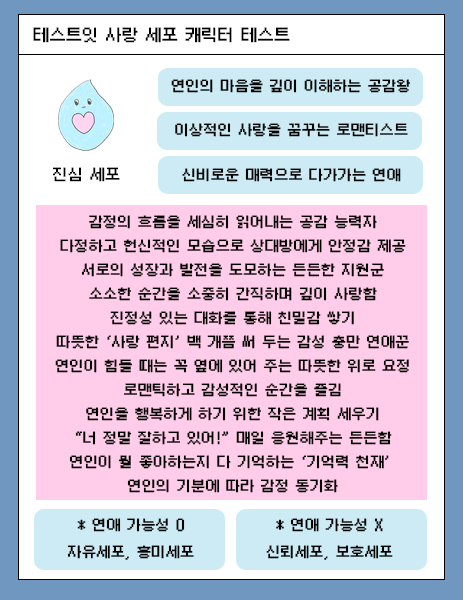 테스트잇 사랑 세포 캐릭터 테스트
연인의 마음을 깊이 이해하는 공감왕
이상적인 사랑을 꿈꾸는 로맨티스트
진심 세포
신비로운 매력으로 다가가는 연애
감정의 흐름을 세심히 읽어내는 공감 능력자
다정하고 헌신적인 모습으로 상대방에게 안정감 제공
서로의 성장과 발전을 도모하는 든든한 지원군
소소한 순간을 소중히 간직하며 깊이 사랑함
진정성 있는 대화를 통해 친밀감 쌓기
따뜻한 ‘사랑 편지’ 백 개쯤 써 두는 감성 충만 연애꾼
연인이 힘들 때는 꼭 옆에 있어 주는 따뜻한 위로 요정
로맨틱하고 감성적인 순간을 즐김
연인을 행복하게 하기 위한 작은 계획 세우기
“너 정말 잘하고 있어!” 매일 응원해주는 든든함
연인이 뭘 좋아하는지 다 기억하는 ‘기억력 천재’
연인의 기분에 따라 감정 동기화
* 연애 가능성 O
자유세포, 흥미세포
* 연애 가능성 X
신뢰세포, 보호세포